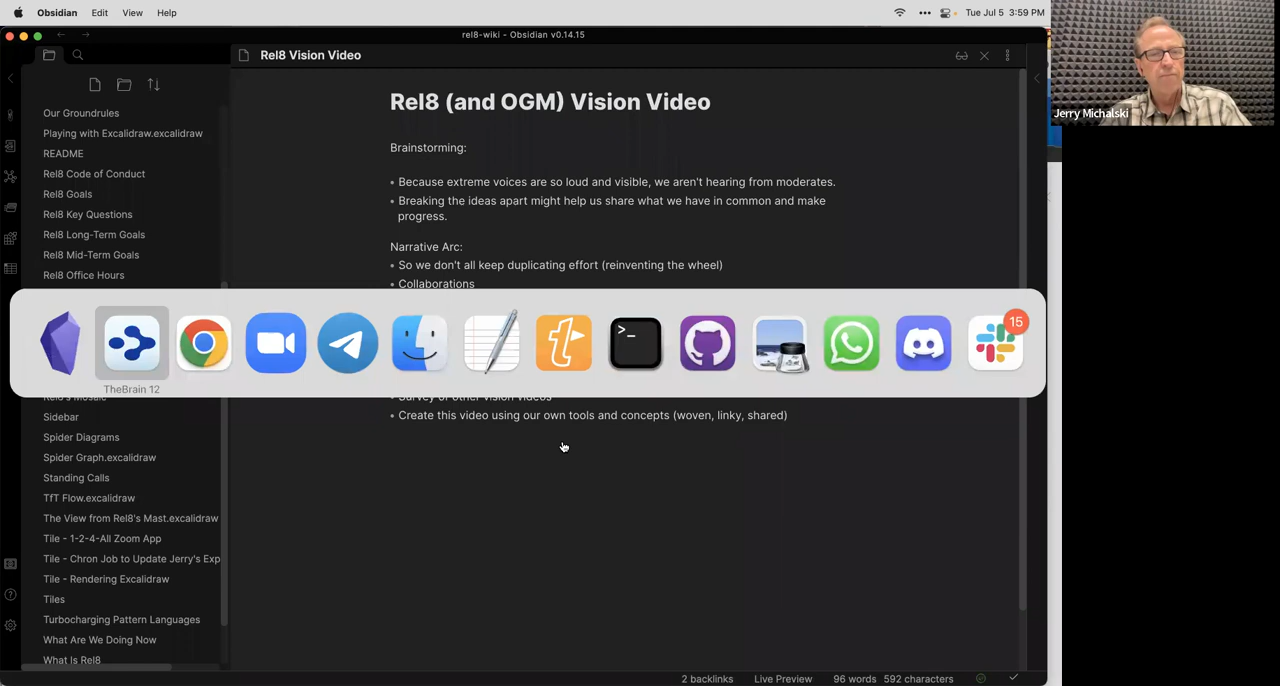 Obsidian Edit View Help
Tue Jul 5 3:59 PM
rel8-wiki - Obsidian v0.14.15
Rel8 Vision Video
Our Groundrules
Playing with Excalidraw.excalidraw
README
Rel8 Code of Conduct
Rel8 Goals
Rel8 Key Questions
Rel8 Long-Term Goals
Rel8 Mid-Term Goals
Rel8 Office Hours
Sidebar
Spider Diagrams
Spider Graph.excalidraw
Standing Calls
TfT Flow.excalidraw
The View from Rel8's Mast.excalidraw
Tile - 1-2-4-All Zoom App
Tile - Chron Job to Update Jerry's Exp
Tile - Rendering Excalidraw
Tiles
Turbocharging Pattern Languages
What Are We Doing Now
What Is Rel8
Rel8 (and OGM) Vision Video
Brainstorming:
• Because extreme voices are so loud and visible, we aren't hearing from moderates.
• Breaking the ideas apart might help us share what we have in common and make
progress.
Narrative Arc:
• So we don't all keep duplicating effort (reinventing the wheel)
• Collaborations
15
TheBrain 12
• Survey of other vision videos
• Create this video using our own tools and concepts (woven, linky, shared)
2 backlinks Live Preview 96 words 592 characters
Jerry Michalski